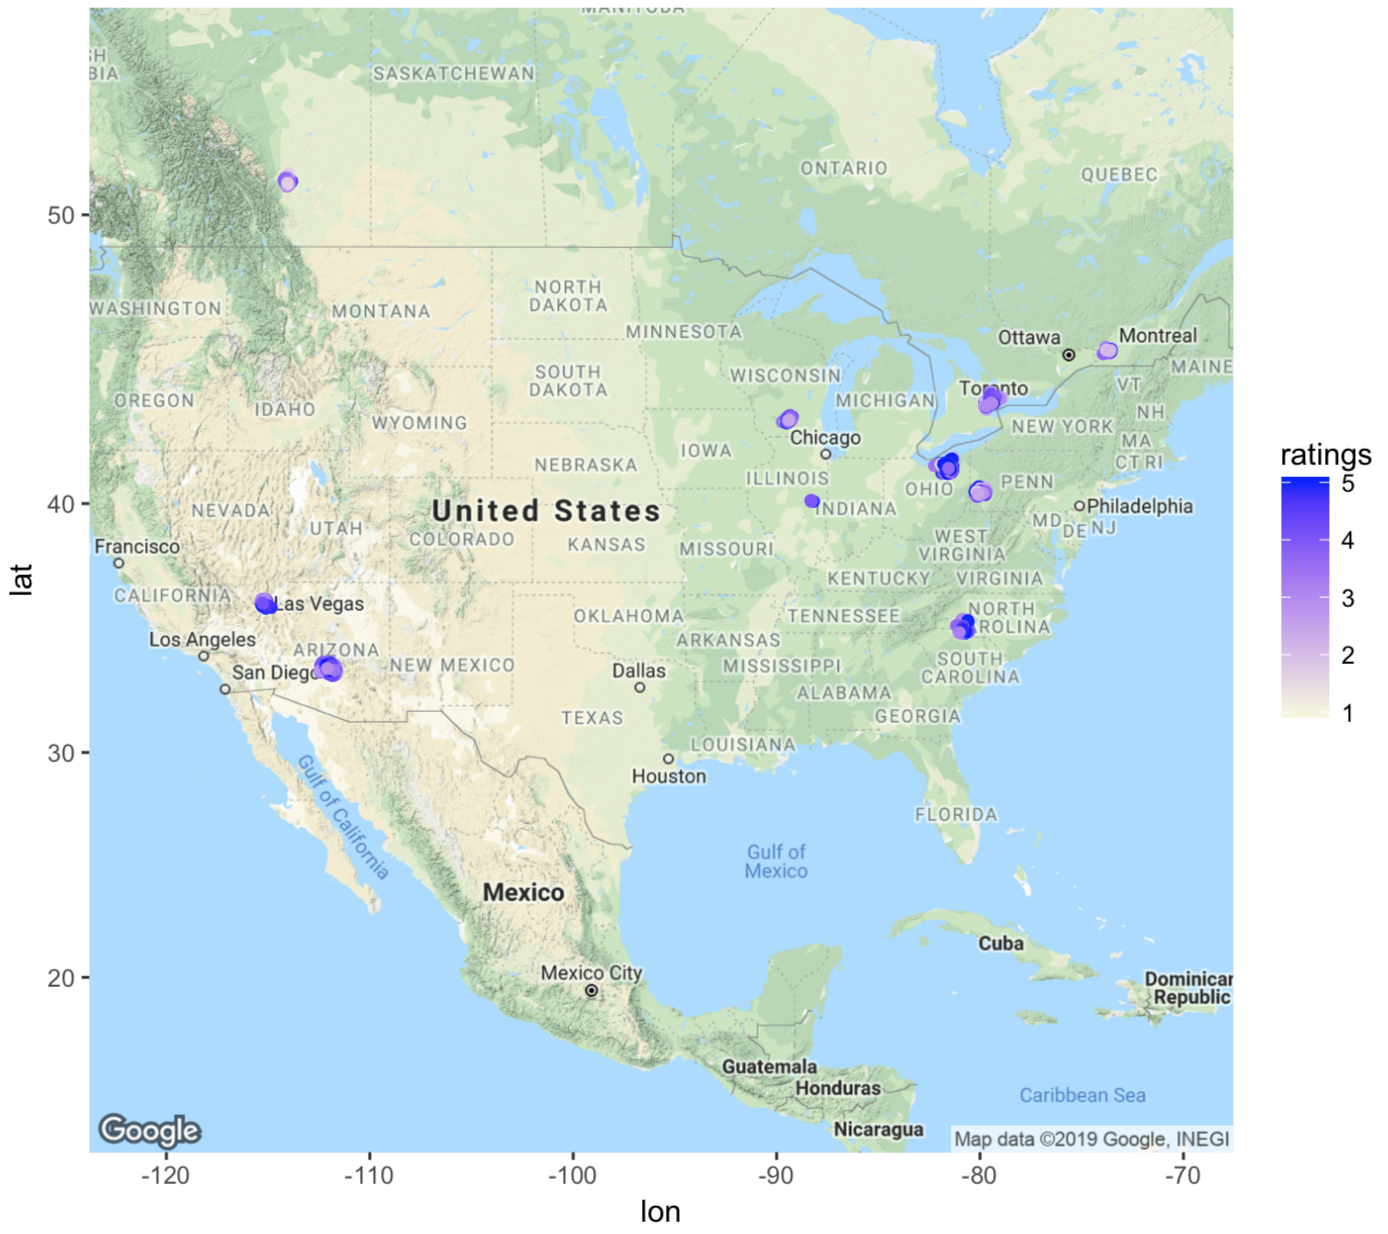 MANITOBA
SH
BIA
SASKATCHEWAN
ONTARIO
QUEBEC
50
WASHINGTON
MONTANA
NORTH
DAKOTA
MINNESOTA
Ottawa
Montreal
MAINE
OREGON
IDAHO
WYOMING
SOUTH
DAKOTA
WISCONSIN
MICHIGAN
Toronto
VT
NH
NEW YORK
MA
CT RI
IOWA
Chicago
NEBRASKA
ILLINOIS
INDIANA
OHIO
PENN
Philadelphia
MD
DE NJ
40
NEVADA
UTAH
COLORADO
United States
KANSAS
MISSOURI
WEST
VIRGINIA
KENTUCKY
VIRGINIA
Francisco
CALIFORNIA
Las Vegas
OKLAHOMA
TENNESSEE
NORTH
ROLINA
Los Angeles
ARIZONA
NEW MEXICO
ARKANSAS
MISSISSIPPI
SOUTH
CAROLINA
San Diego
Dallas
ALABAMA
GEORGIA
TEXAS
LOUISIANA
30
Houston
Gulf of California
FLORIDA
Gulf of
Mexico
Mexico
Cuba
20
Mexico City
Dominican
Republic
Guatemala
Honduras
Nicaragua
Caribbean Sea
Google
Map data ©2019 Google, INEGI
-120
-110
-100
-90
-80
-70
lon
lat
ratings
5
4
3
2
1